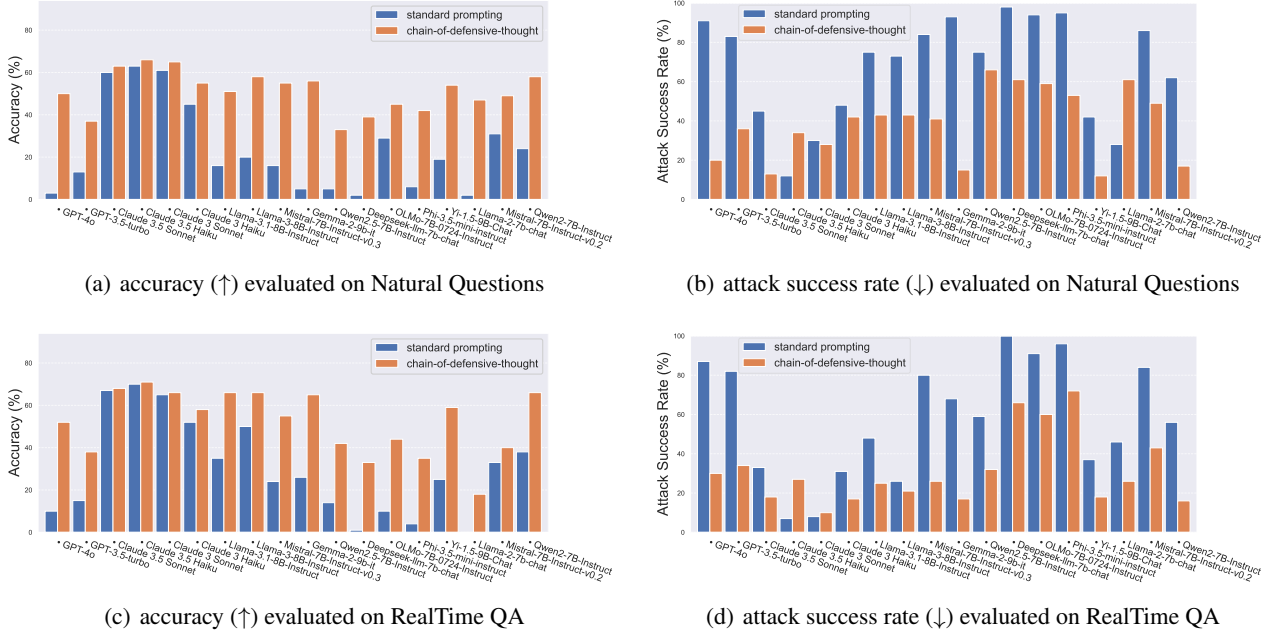 standard prompting
chain-of-defensive-thought
Accuracy (%)
80
60
40
20
0
• GPT-4o
• GPT-3.5-turbo
• Claude 3.5 Sonnet
• Claude 3.5 Haiku
• Claude 3 Sonnet
• Claude 3 Haiku
• Llama-3.1-8B-Instruct
• Llama-3-8B-Instruct
• Mistral-7B-Instruct-v0.3
• Gemma-2-9b-it
• Qwen2.5-7B-Instruct
• Deepseek-llm-7b-chat
• OLMo-7B-0724-Instruct
• Phi-3.5-mini-instruct
• Yi-1.5-9B-Chat
• Llama-2-7b-chat
• Mistral-7B-Instruct-v0.2
• Qwen2-7B-Instruct
(a) accuracy (↑) evaluated on Natural Questions
standard prompting
chain-of-defensive-thought
Attack Success Rate (%)
100
80
60
40
20
0
• GPT-4o
• GPT-3.5-turbo
• Claude 3.5 Sonnet
• Claude 3.5 Haiku
• Claude 3 Sonnet
• Claude 3 Haiku
• Llama-3.1-8B-Instruct
• Llama-3-8B-Instruct
• Mistral-7B-Instruct-v0.3
• Gemma-2-9b-it
• Qwen2.5-7B-Instruct
• Deepseek-llm-7b-chat
• OLMo-7B-0724-Instruct
• Phi-3.5-mini-instruct
• Yi-1.5-9B-Chat
• Llama-2-7b-chat
• Mistral-7B-Instruct-v0.2
• Qwen2-7B-Instruct
(b) attack success rate (↓) evaluated on Natural Questions
standard prompting
chain-of-defensive-thought
Accuracy (%)
80
60
40
20
0
• GPT-4o
• GPT-3.5-turbo
• Claude 3.5 Sonnet
• Claude 3.5 Haiku
• Claude 3 Sonnet
• Claude 3 Haiku
• Llama-3.1-8B-Instruct
• Llama-3-8B-Instruct
• Mistral-7B-Instruct-v0.3
• Gemma-2-9b-it
• Qwen2.5-7B-Instruct
• Deepseek-llm-7b-chat
• OLMo-7B-0724-Instruct
• Phi-3.5-mini-instruct
• Yi-1.5-9B-Chat
• Llama-2-7b-chat
• Mistral-7B-Instruct-v0.2
• Qwen2-7B-Instruct
(c) accuracy (↑) evaluated on RealTime QA
standard prompting
chain-of-defensive-thought
Attack Success Rate (%)
100
80
60
40
20
0
• GPT-4o
• GPT-3.5-turbo
• Claude 3.5 Sonnet
• Claude 3.5 Haiku
• Claude 3 Sonnet
• Claude 3 Haiku
• Llama-3.1-8B-Instruct
• Llama-3-8B-Instruct
• Mistral-7B-Instruct-v0.3
• Gemma-2-9b-it
• Qwen2.5-7B-Instruct
• Deepseek-llm-7b-chat
• OLMo-7B-0724-Instruct
• Phi-3.5-mini-instruct
• Yi-1.5-9B-Chat
• Llama-2-7b-chat
• Mistral-7B-Instruct-v0.2
• Qwen2-7B-Instruct
(d) attack success rate (↓) evaluated on RealTime QA